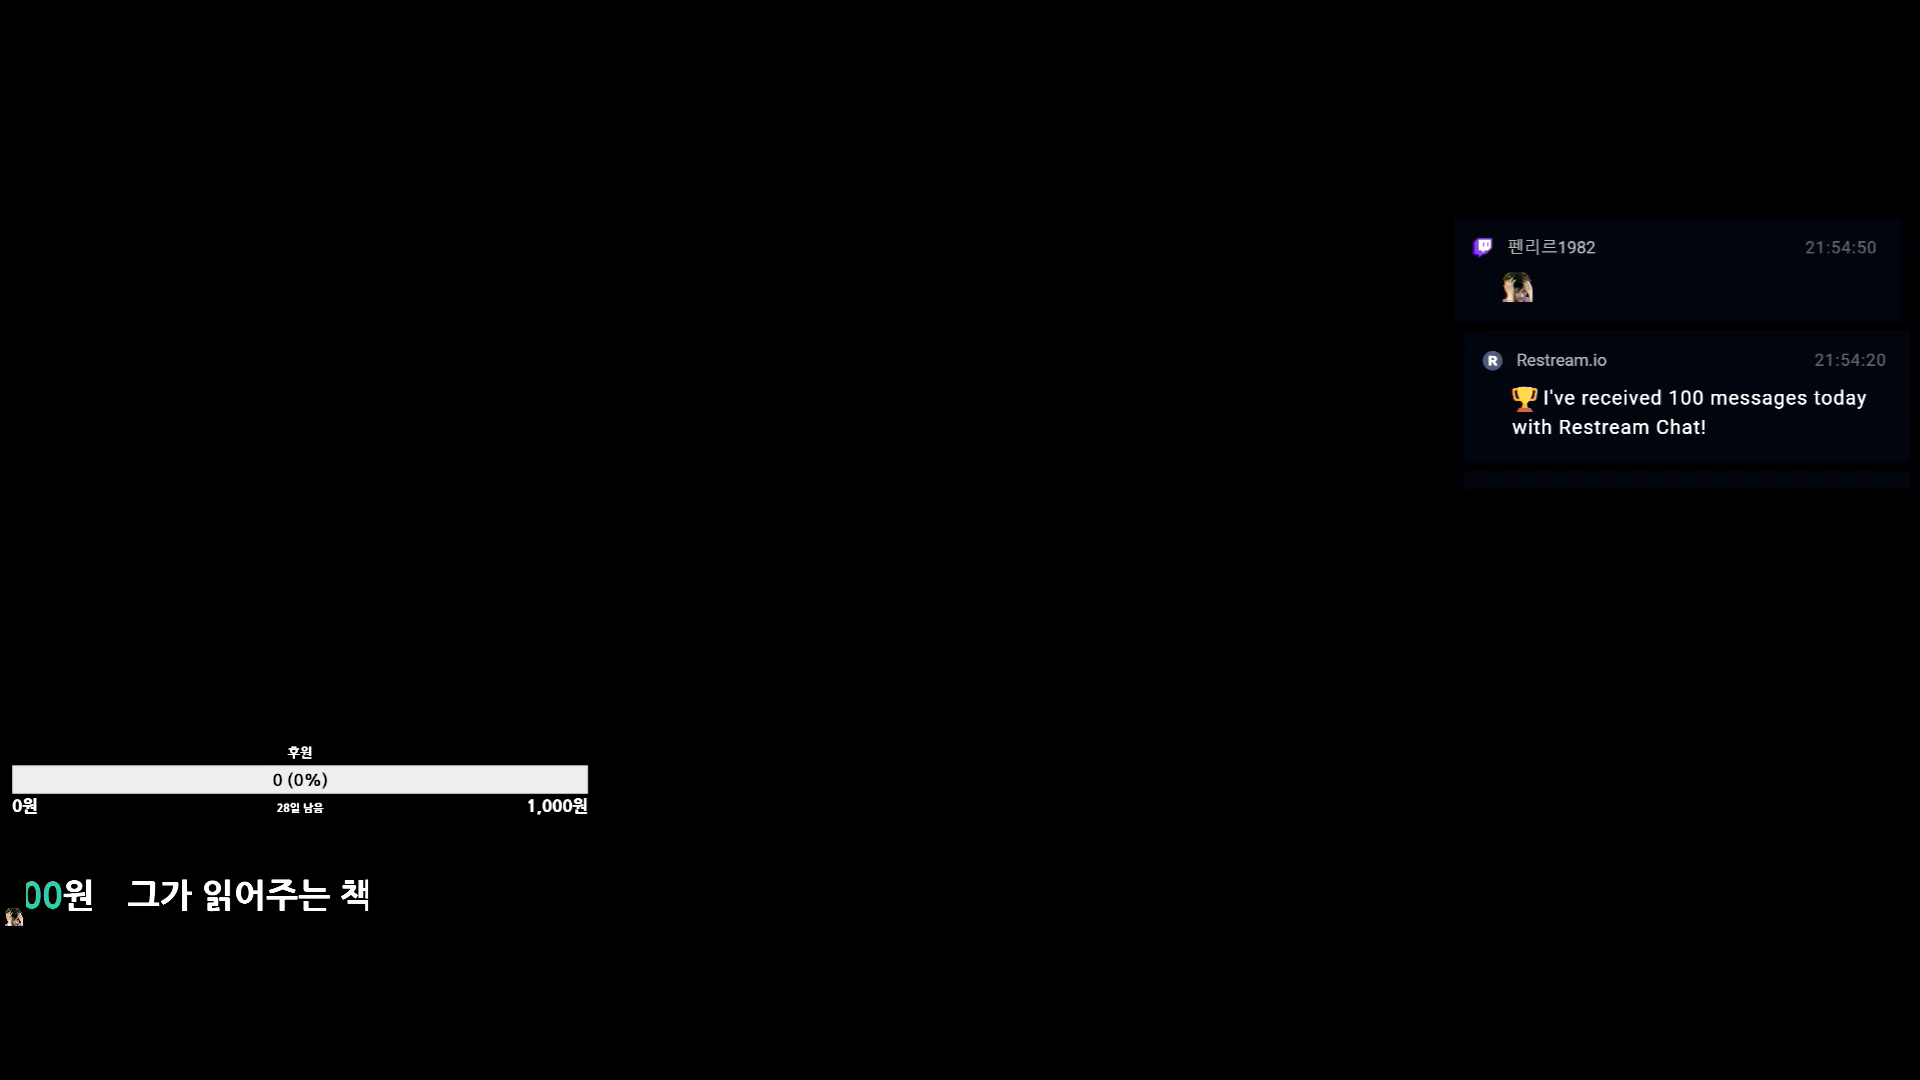 펜리르1982 21:54:50
R Restream.io 21:54:20
🏆 I've received 100 messages today
with Restream Chat!
후원
0 (0%)
0원 28일 남음 1,000원
00원 그가 읽어주는 책